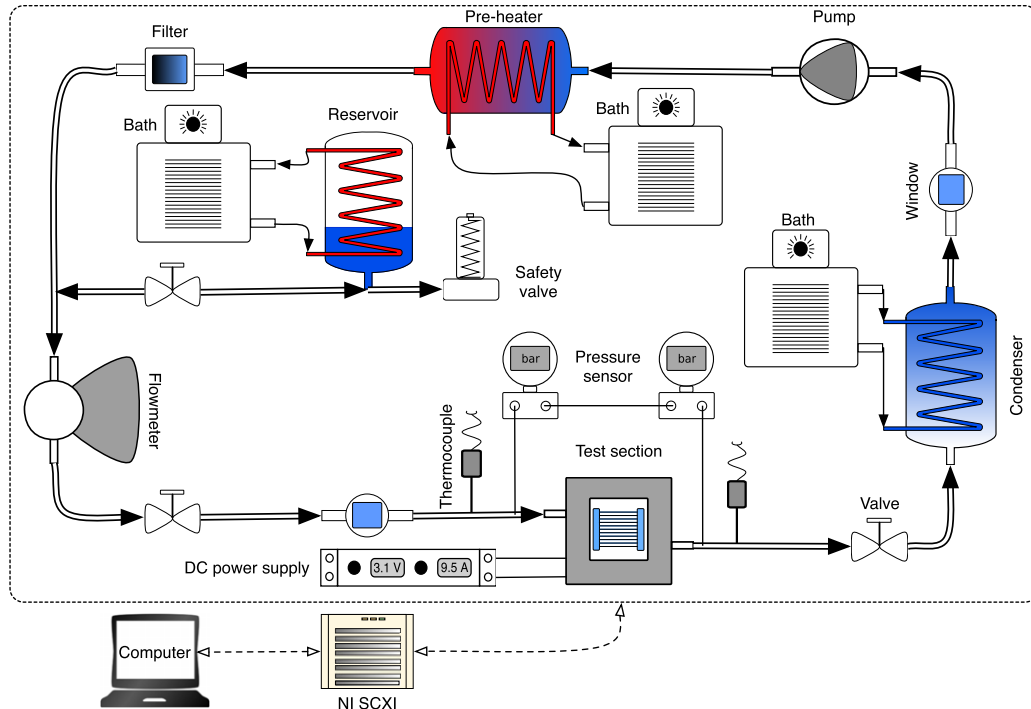 Filter
Pre-heater
Pump
Bath
Reservoir
Bath
Window
Bath
Safety
valve
bar
Pressure
sensor
bar
Condenser
Flowmeter
Thermocouple
Test section
Valve
DC power supply
3.1 V
9.5 A
Computer
NI SCXI